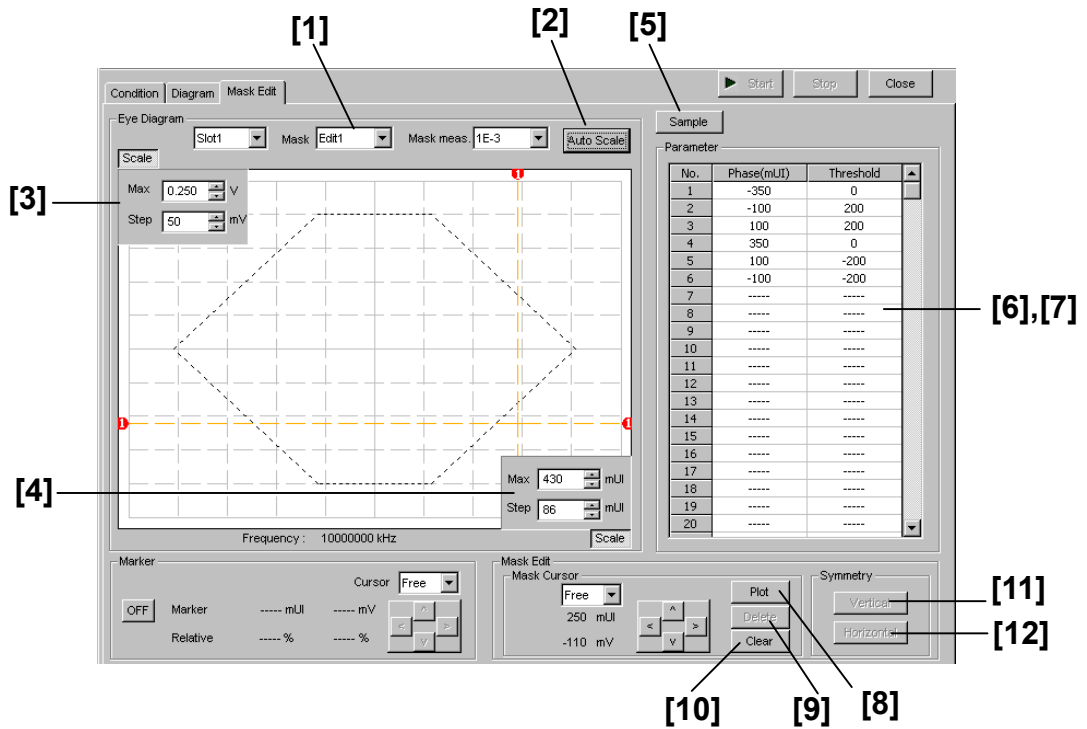 [1]
[2]
[5]
Condition Diagram Mask Edit
Start Stop Close
Eye Diagram
Slot1 Mask Edit1 Mask meas. 1E-3 Auto Scale
Sample
Scale
Parameter
[3]
Max 0.250 V
Step 50 mV
1
No. Phase(mUI) Threshold
1 -350 0
2 -100 200
3 100 200
4 350 0
5 100 -200
6 -100 -200
7 ----- -----
8 ----- -----
9 ----- -----
10 ----- -----
11 ----- -----
12 ----- -----
13 ----- -----
14 ----- -----
15 ----- -----
16 ----- -----
17 ----- -----
18 ----- -----
19 ----- -----
20 ----- -----
[6],[7]
1 1
[4]
Max 430 mUI
Step 86 mUI
Frequency : 10000000 kHz
Scale
Marker
Cursor Free
OFF Marker ----- mUI ----- mV
Relative ----- % ----- %
< ^ > v
Mask Edit
Mask Cursor
Free
250 mUI
-110 mV
< ^ > v
Plot
Delete
Clear
Symmetry
Vertical
Horizontal
[11]
[12]
[10]
[9]
[8]